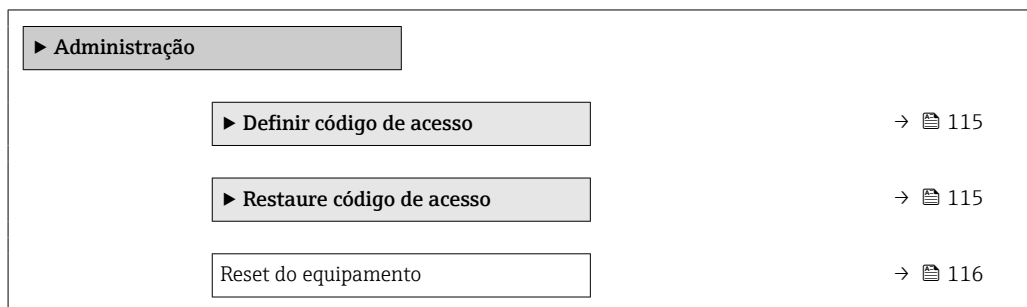 ▶ Administração
▶ Definir código de acesso → 115
▶ Restaure código de acesso → 115
Reset do equipamento → 116